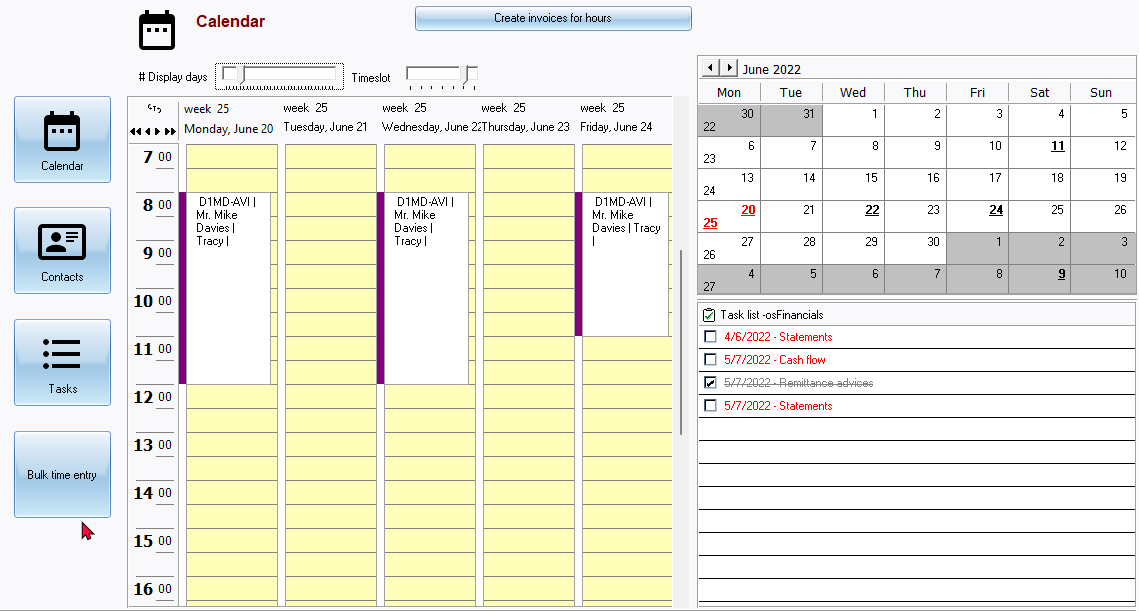 Calendar
Create invoices for hours
# Display days
Timeslot
Calendar
Contacts
Tasks
Bulk time entry
week 25
Monday, June 20
week 25
Tuesday, June 21
week 25
Wednesday, June 22
week 25
Thursday, June 23
week 25
Friday, June 24
7 00
8 00
9 00
10 00
11 00
12 00
13 00
14 00
15 00
16 00
D1MD-AVI |
Mr. Mike
Davies |
Tracy |
D1MD-AVI |
Mr. Mike
Davies |
Tracy |
D1MD-AVI |
Mr. Mike
Davies | Tracy
|
June 2022
Mon Tue Wed Thu Fri Sat Sun
22 30 31 1 2 3 4 5
23 6 7 8 9 10 11 12
24 13 14 15 16 17 18 19
25 20 21 22 23 24 25 26
26 27 28 29 30 1 2 3
27 4 5 6 7 8 9 10
Task list -osFinancials
4/6/2022 - Statements
5/7/2022 - Cash flow
5/7/2022 - Remittance advices
5/7/2022 - Statements